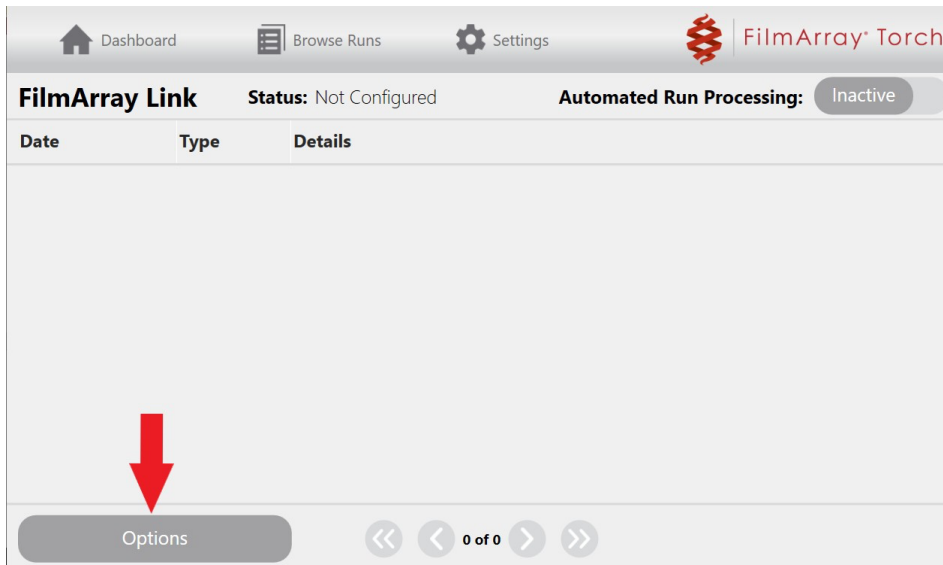 Dashboard Browse Runs Settings FilmArray® Torch
FilmArray Link Status: Not Configured Automated Run Processing: Inactive
Date Type Details
Options 0 of 0